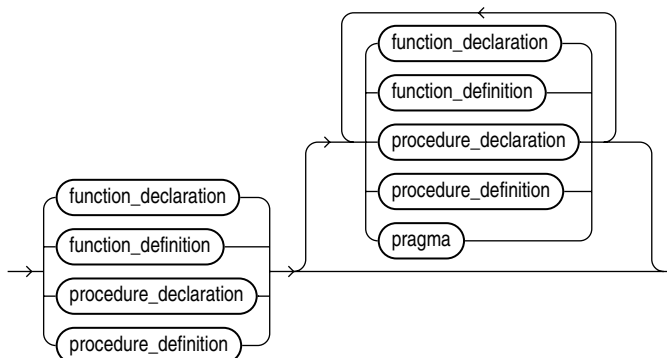 function_declaration
function_definition
procedure_declaration
procedure_definition
pragma
function_declaration
function_definition
procedure_declaration
procedure_definition